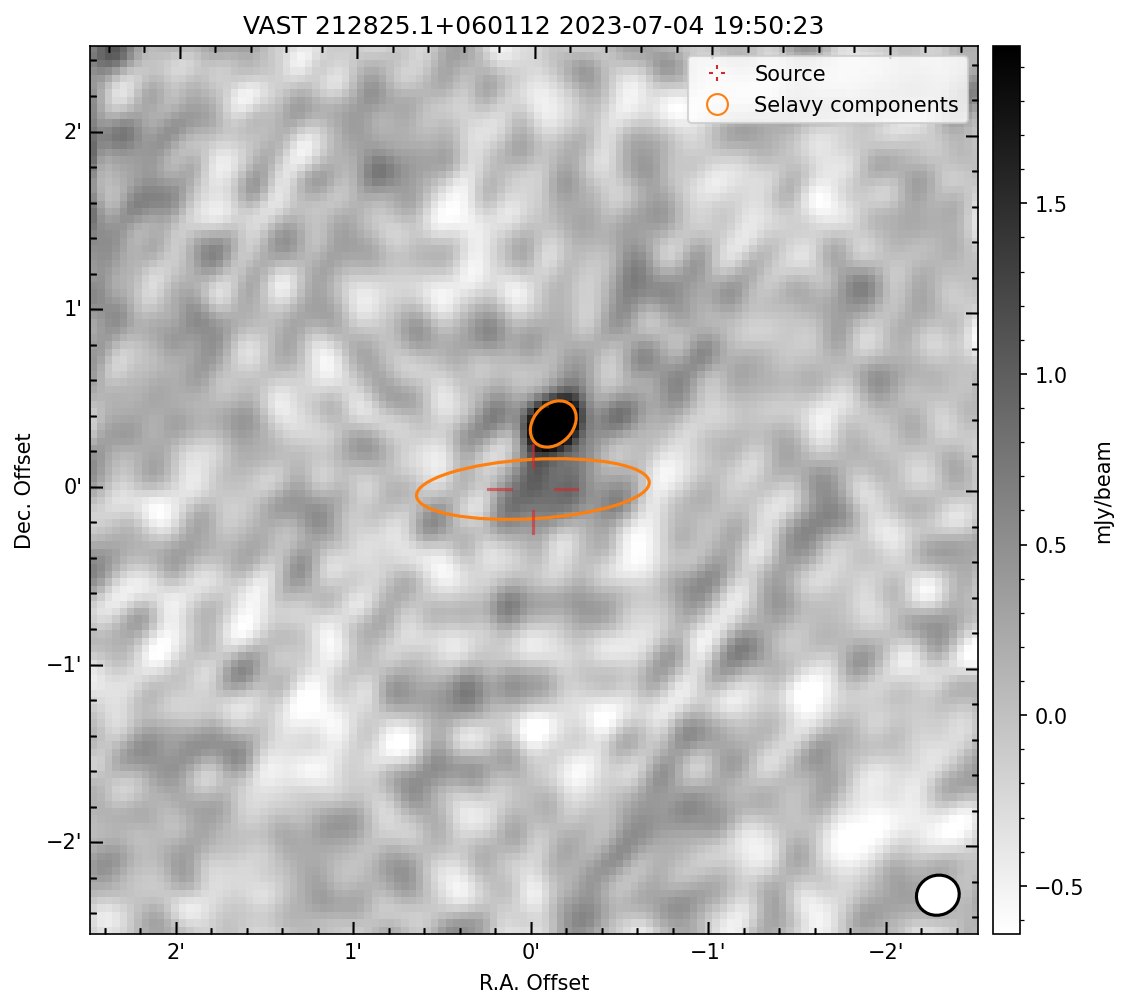 VAST 212825.1+060112 2023-07-04 19:50:23
Source
Selavy components
2'
1'
0'
−1'
−2'
Dec. Offset
2'
1'
0'
−1'
−2'
R.A. Offset
1.5
1.0
0.5
0.0
−0.5
mJy/beam